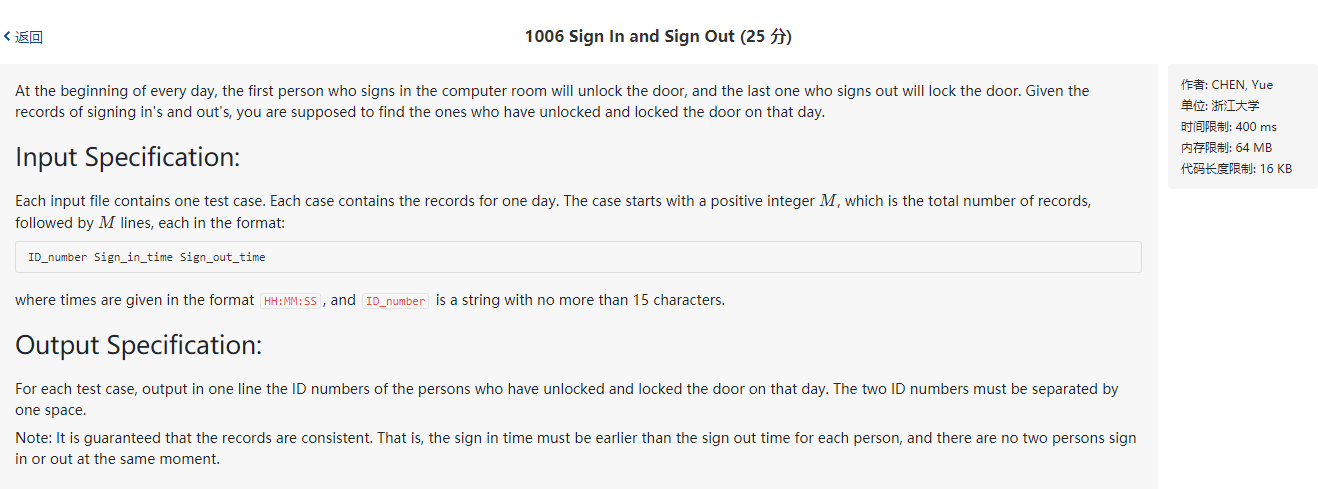 返回
1006 Sign In and Sign Out (25 分)
At the beginning of every day, the first person who signs in the computer room will unlock the door, and the last one who signs out will lock the door. Given the
records of signing in's and out's, you are supposed to find the ones who have unlocked and locked the door on that day.
Input Specification:
Each input file contains one test case. Each case contains the records for one day. The case starts with a positive integer M, which is the total number of records,
followed by M lines, each in the format:
ID_number Sign_in_time Sign_out_time
where times are given in the format HH:MM:SS, and ID_number is a string with no more than 15 characters.
Output Specification:
For each test case, output in one line the ID numbers of the persons who have unlocked and locked the door on that day. The two ID numbers must be separated by
one space.
Note: It is guaranteed that the records are consistent. That is, the sign in time must be earlier than the sign out time for each person, and there are no two persons sign
in or out at the same moment.
作者: CHEN, Yue
单位: 浙江大学
时间限制: 400 ms
内存限制: 64 MB
代码长度限制: 16 KB